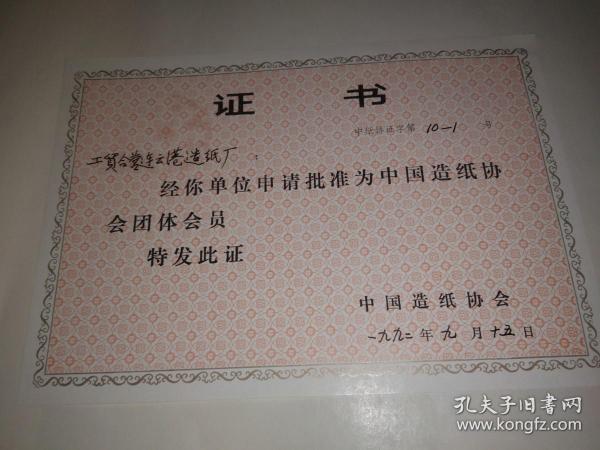 证 书
中纸协证字第 10-1 号
工贸合营连云港造纸厂：
经你单位申请批准为中国造纸协
会团体会员
特发此证
中国造纸协会
一九九二年九月十五日
孔夫子旧书网
www.kongfz.com